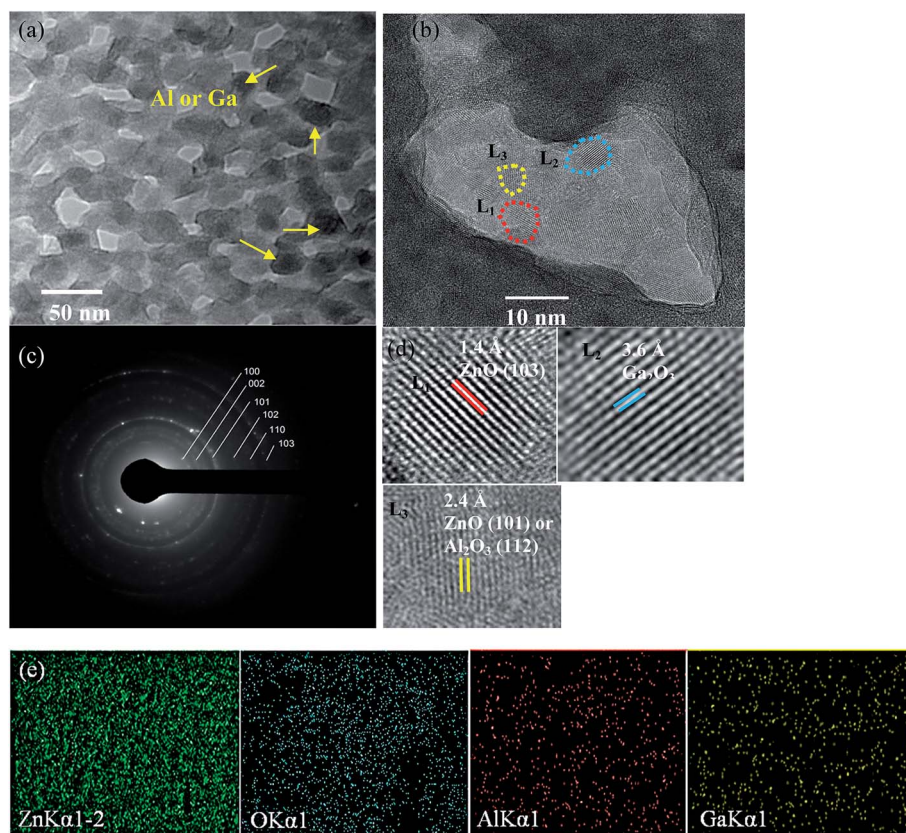 (a)
Al or Ga
50 nm
(b)
L₃
L₂
L₁
10 nm
(c)
100
002
101
102
110
103
(d)
1.4 Å
ZnO (103)
L₁
L₂
3.6 Å
Ga₂O₃
L₃
2.4 Å
ZnO (101) or
Al₂O₃ (112)
(e)
ZnKα1-2
OKα1
AlKα1
GaKα1